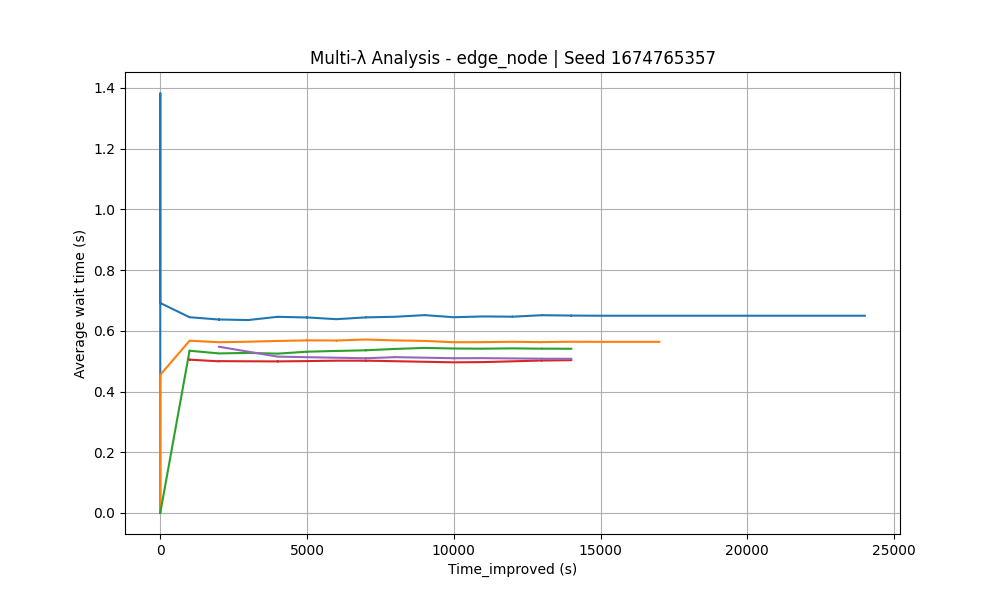 Multi-λ Analysis - edge_node | Seed 1674765357
Average wait time (s)
1.4
1.2
1.0
0.8
0.6
0.4
0.2
0.0
0 5000 10000 15000 20000 25000
Time_improved (s)